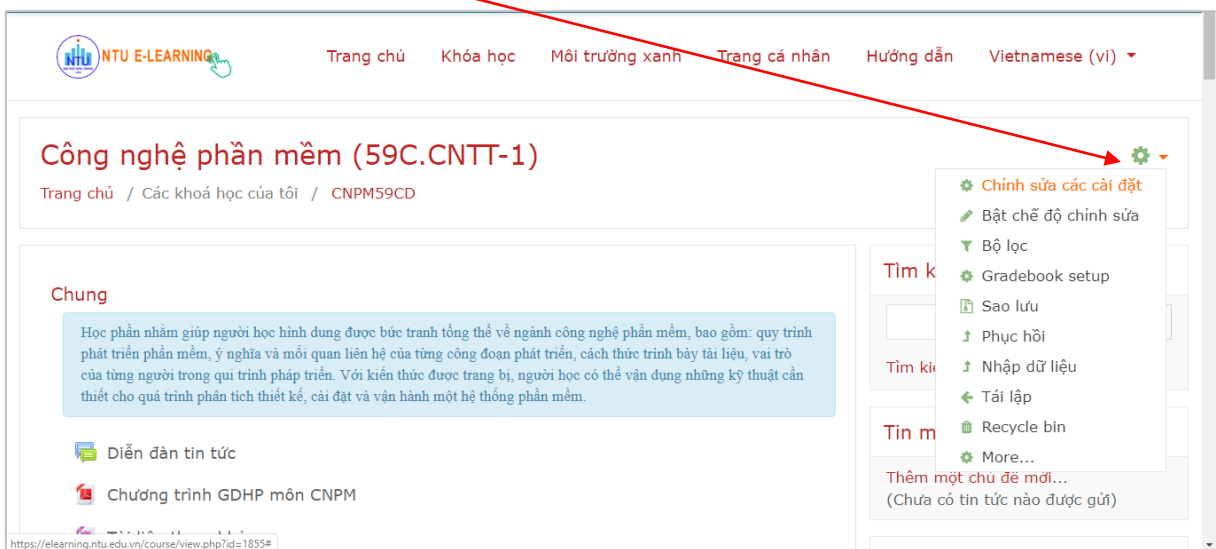 NTU E-LEARNING
Trang chủ Khóa học Môi trường xanh Trang cá nhân Hướng dẫn Vietnamese (vi)
Công nghệ phần mềm (59C.CNTT-1)
Trang chủ / Các khoá học của tôi / CNPM59CD
Chỉnh sửa các cài đặt
Bật chế độ chỉnh sửa
Bộ lọc
Gradebook setup
Sao lưu
Phục hồi
Nhập dữ liệu
Tái lập
Recycle bin
More...
Chung
Học phần nhằm giúp người học hình dung được bức tranh tổng thể về ngành công nghệ phần mềm, bao gồm: quy trình
phát triển phần mềm, ý nghĩa và mối quan liên hệ của từng công đoạn phát triển, cách thức trình bày tài liệu, vai trò
của từng người trong qui trình pháp triển. Với kiến thức được trang bị, người học có thể vận dụng những kỹ thuật cần
thiết cho quá trình phân tích thiết kế, cài đặt và vận hành một hệ thống phần mềm.
Diễn đàn tin tức
Chương trình GDHP môn CNPM
Tìm k
Tìm ki
Tin m
Thêm một chủ đề mới...
(Chưa có tin tức nào được gửi)
https://elearning.ntu.edu.vn/course/view.php?id=1855#